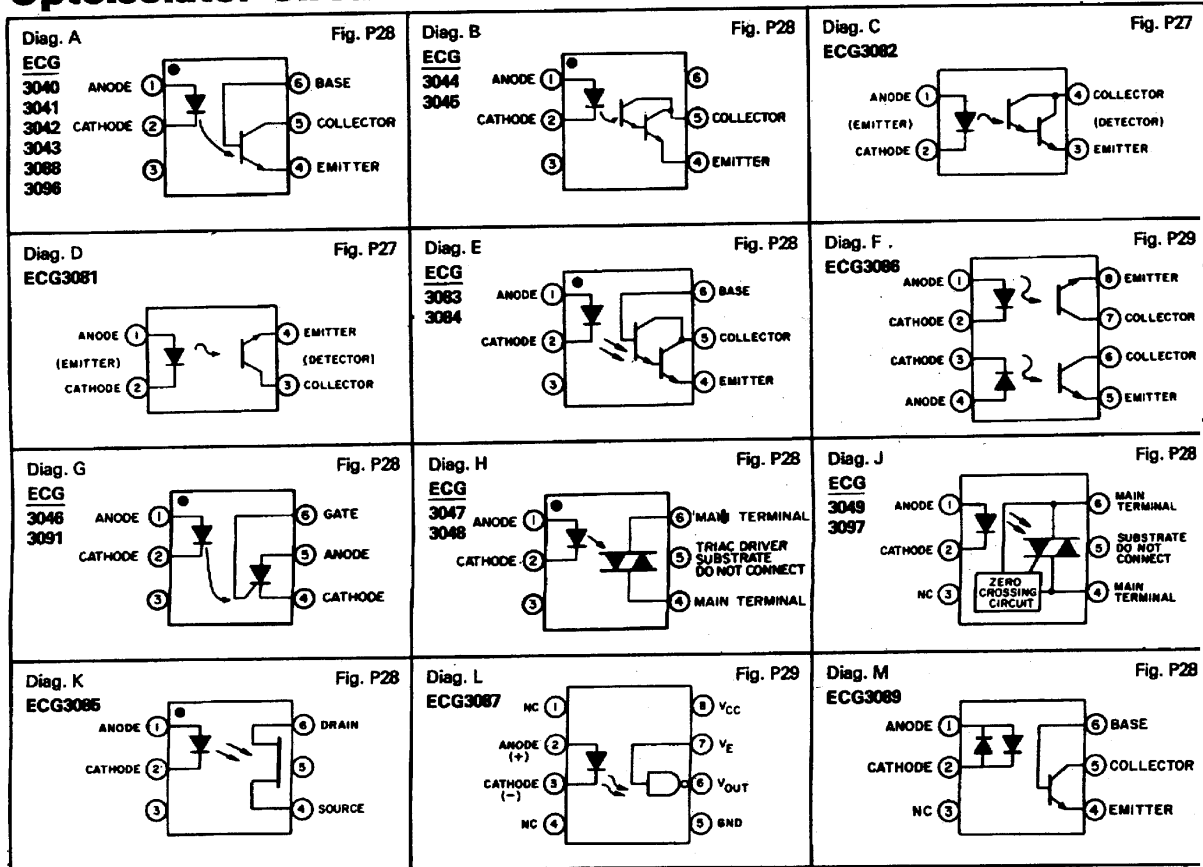 Diag. A Fig. P28
ECG
3040
3041
3042
3043
3088
3096
ANODE 1
CATHODE 2
3
6 BASE
5 COLLECTOR
4 EMITTER
Diag. B Fig. P28
ECG
3044
3045
ANODE 1
CATHODE 2
3
6
5 COLLECTOR
4 EMITTER
Diag. C Fig. P27
ECG3082
ANODE 1
(EMITTER)
CATHODE 2
4 COLLECTOR
(DETECTOR)
3 EMITTER
Diag. D Fig. P27
ECG3081
ANODE 1
(EMITTER)
CATHODE 2
4 EMITTER
(DETECTOR)
3 COLLECTOR
Diag. E Fig. P28
ECG
3083
3084
ANODE 1
CATHODE 2
3
6 BASE
5 COLLECTOR
4 EMITTER
Diag. F . Fig. P29
ECG3086
ANODE 1
CATHODE 2
CATHODE 3
ANODE 4
8 EMITTER
7 COLLECTOR
6 COLLECTOR
5 EMITTER
Diag. G Fig. P28
ECG
3046
3091
ANODE 1
CATHODE 2
3
6 GATE
5 ANODE
4 CATHODE
Diag. H Fig. P28
ECG
3047
3048
ANODE 1
CATHODE 2
3
6 MAIN TERMINAL
5 TRIAC DRIVER
SUBSTRATE
DO NOT CONNECT
4 MAIN TERMINAL
Diag. J Fig. P28
ECG
3049
3097
ANODE 1
CATHODE 2
NC 3
ZERO
CROSSING
CIRCUIT
6 MAIN
TERMINAL
5 SUBSTRATE
DO NOT
CONNECT
4 MAIN
TERMINAL
Diag. K Fig. P28
ECG3085
ANODE 1
CATHODE 2
3
6 DRAIN
5
4 SOURCE
Diag. L Fig. P29
ECG3087
NC 1
ANODE 2
(+)
CATHODE 3
(-)
NC 4
8 VCC
7 VE
6 VOUT
5 GND
Diag. M Fig. P28
ECG3089
ANODE 1
CATHODE 2
NC 3
6 BASE
5 COLLECTOR
4 EMITTER